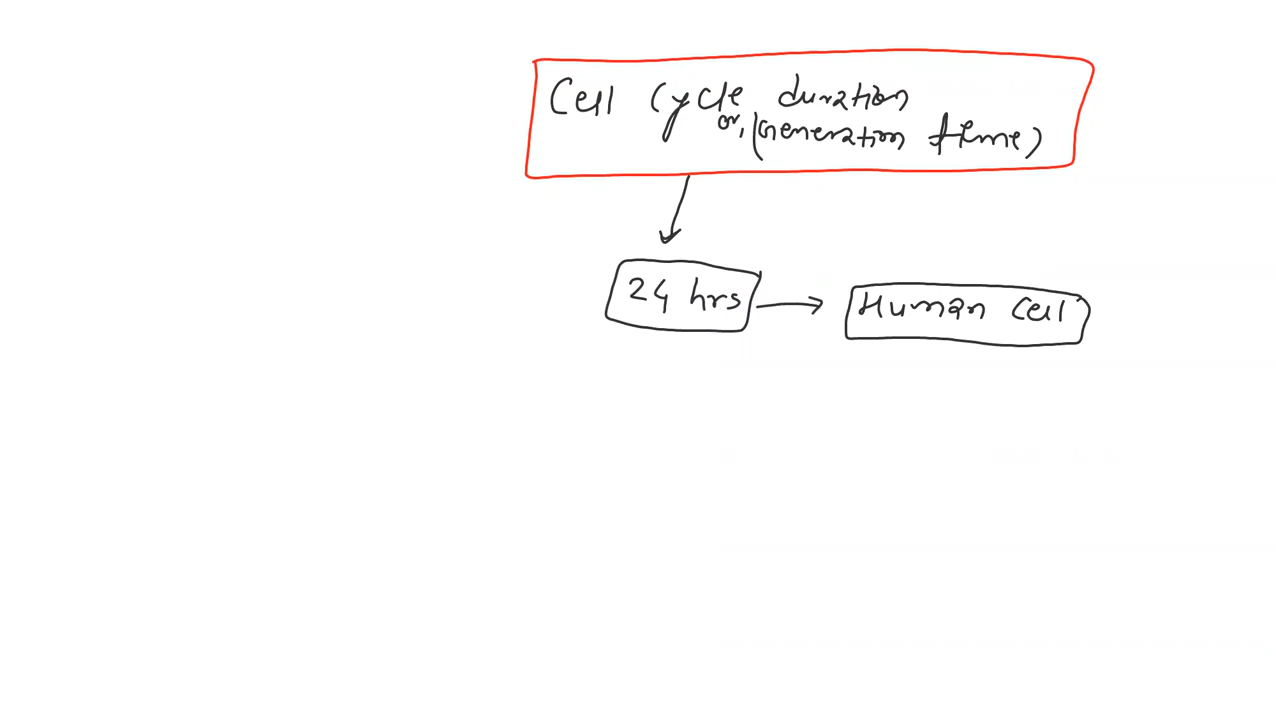 Cell Cycle duration
or, (Generation time)
24 hrs → Human Cell